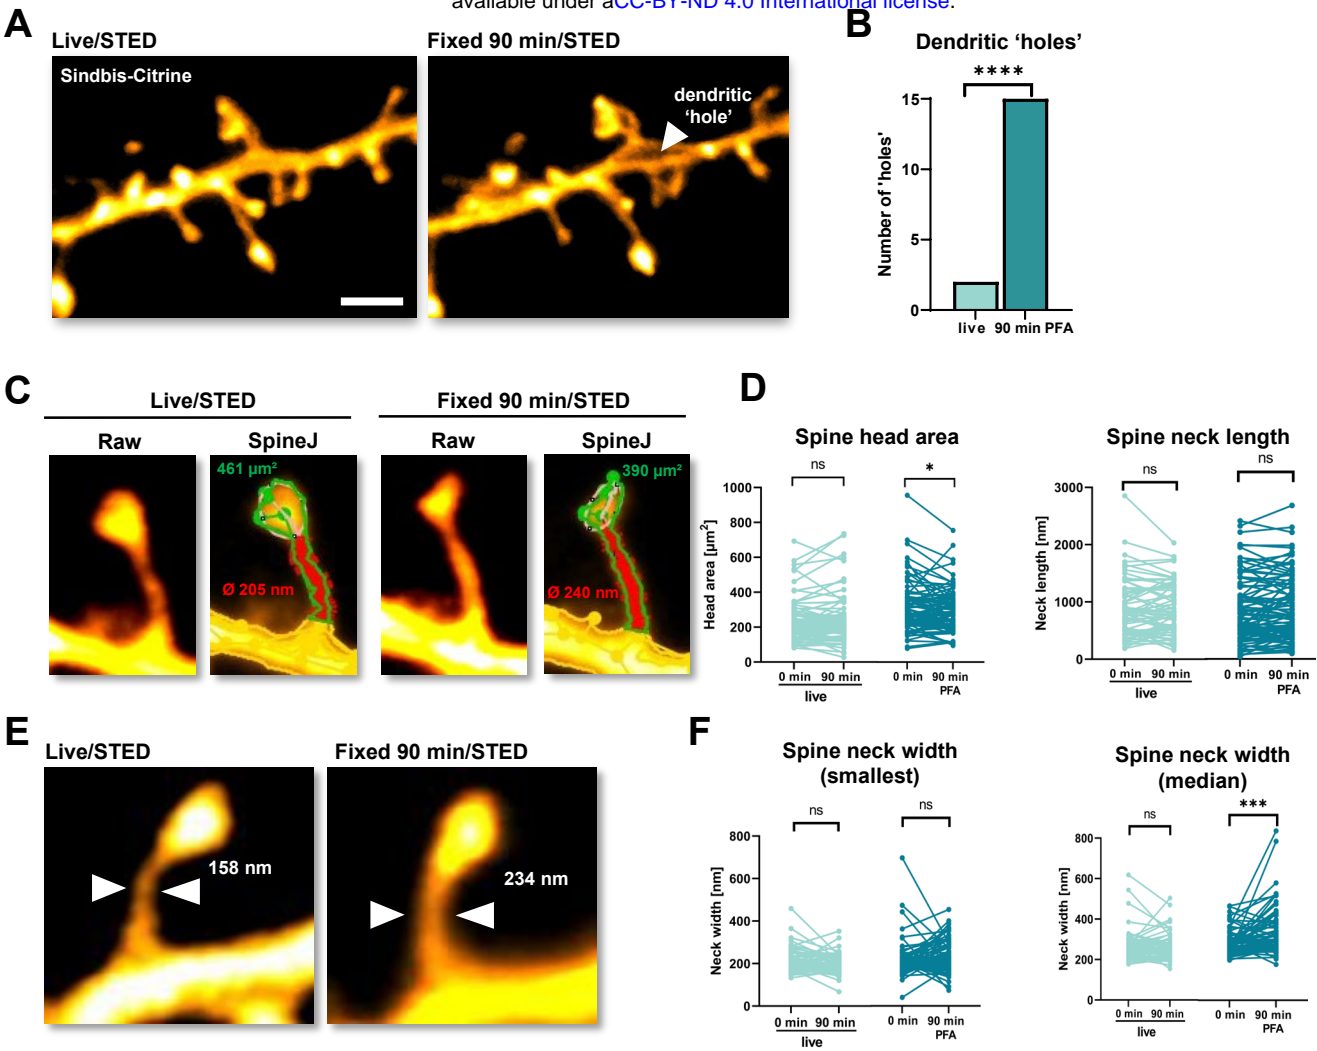 available under aCC-BY-ND 4.0 International license.
A
Live/STED
Fixed 90 min/STED
Sindbis-Citrine
dendritic
‘hole’
B
Dendritic ‘holes’
****
Number of 'holes'
15
10
5
0
live
90 min PFA
C
Live/STED
Fixed 90 min/STED
Raw
SpineJ
Raw
SpineJ
461 µm²
Ø 205 nm
390 µm²
Ø 240 nm
D
Spine head area
ns
*
Head area [µm²]
1000
800
600
400
200
0
0 min
90 min
live
0 min
90 min
PFA
Spine neck length
ns
ns
Neck length [nm]
3000
2000
1000
0
0 min
90 min
live
0 min
90 min
PFA
E
Live/STED
Fixed 90 min/STED
158 nm
234 nm
F
Spine neck width
(smallest)
ns
ns
Neck width [nm]
800
600
400
200
0
0 min
90 min
live
0 min
90 min
PFA
Spine neck width
(median)
ns
***
Neck width [nm]
800
600
400
200
0
0 min
90 min
live
0 min
90 min
PFA